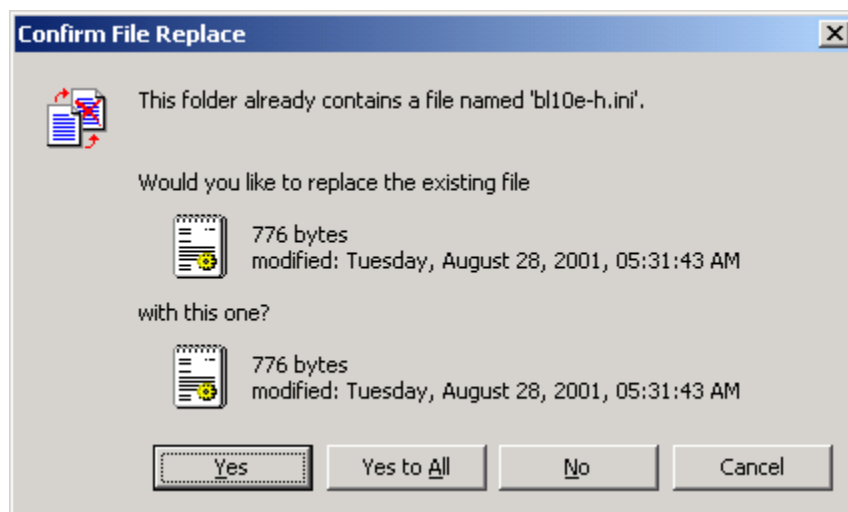 Confirm File Replace
This folder already contains a file named 'bl10e-h.ini'.
Would you like to replace the existing file
776 bytes
modified: Tuesday, August 28, 2001, 05:31:43 AM
with this one?
776 bytes
modified: Tuesday, August 28, 2001, 05:31:43 AM
Yes Yes to All No Cancel